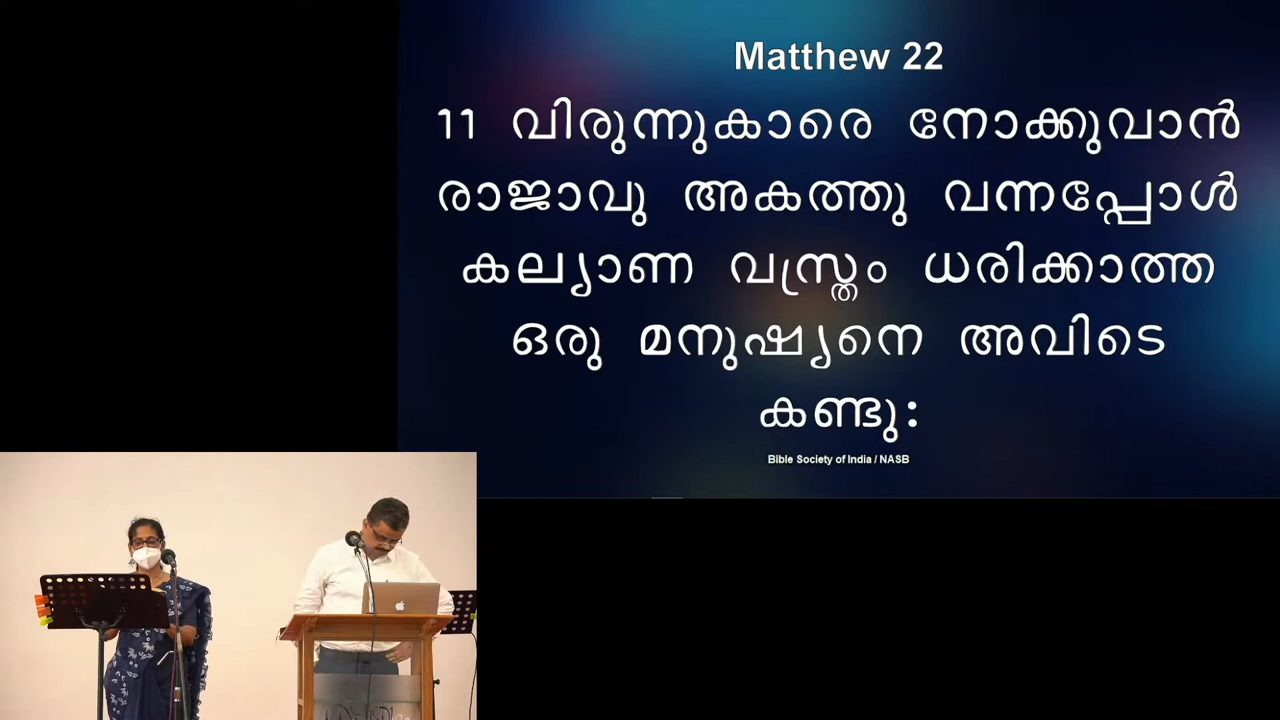 Matthew 22
11 വിരുന്നുകാരെ നോക്കുവാൻ
രാജാവു അകത്തു വന്നപ്പോൾ
കല്യാണ വസ്ത്രം ധരിക്കാത്ത
ഒരു മനുഷ്യനെ അവിടെ
കണ്ടു:
Bible Society of India / NASB